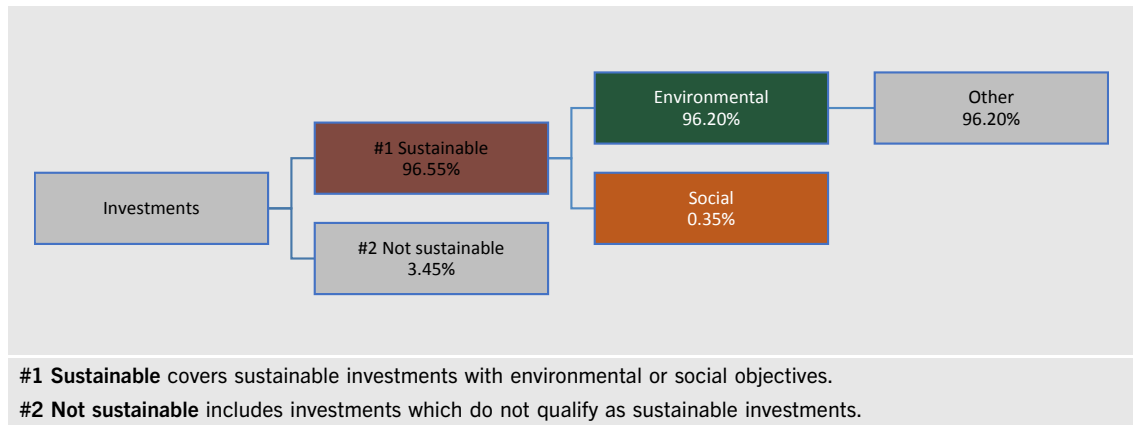 Investments
#1 Sustainable
96.55%
#2 Not sustainable
3.45%
Environmental
96.20%
Social
0.35%
Other
96.20%
#1 Sustainable covers sustainable investments with environmental or social objectives.
#2 Not sustainable includes investments which do not qualify as sustainable investments.